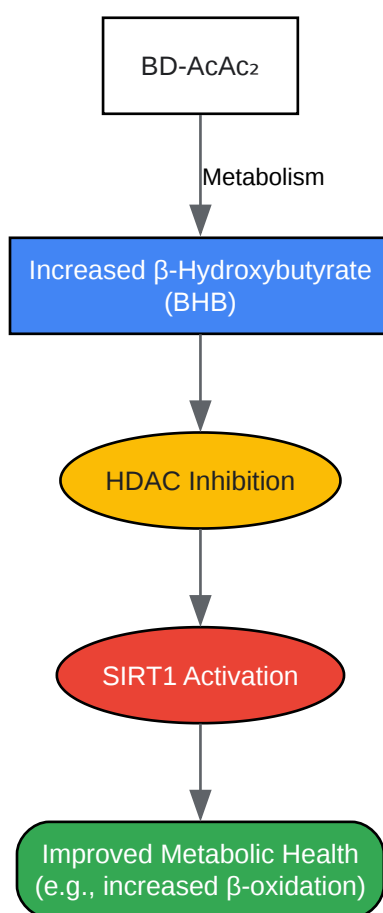 BD-AcAc₂
Metabolism
Increased β-Hydroxybutyrate
(BHB)
HDAC Inhibition
SIRT1 Activation
Improved Metabolic Health
(e.g., increased β-oxidation)